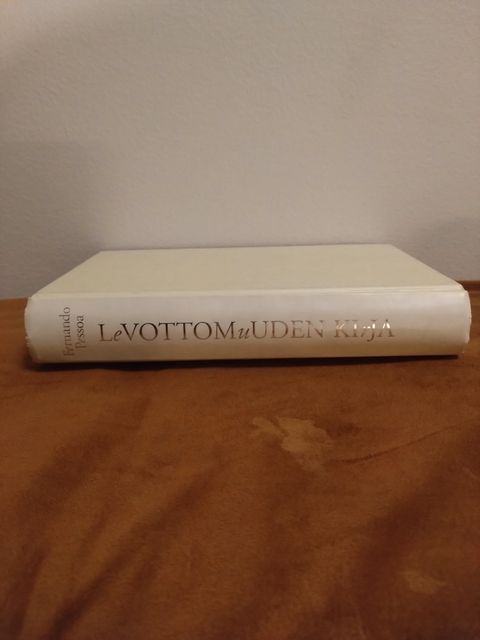 Fernando
Pessoa
LeVOTTOMuUDEN KIrJA